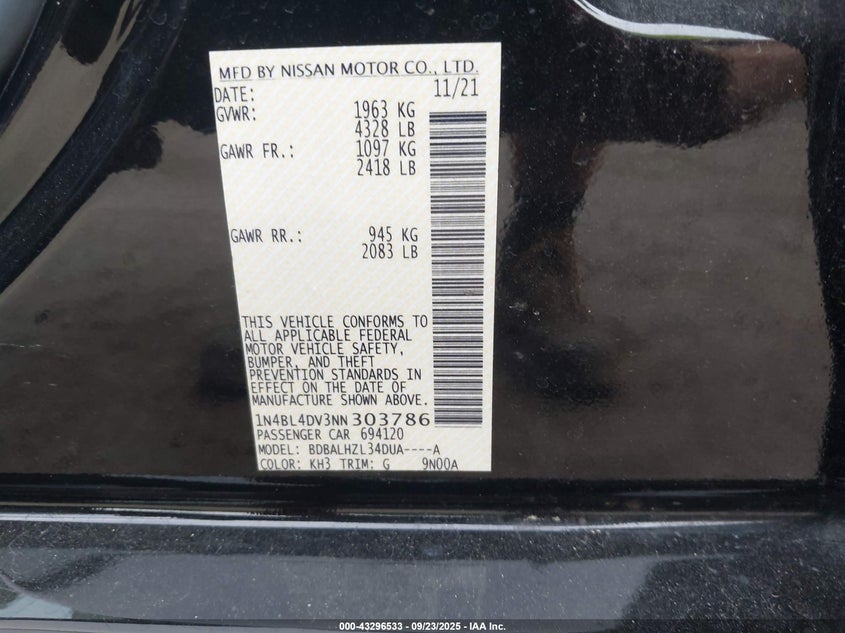 MFD BY NISSAN MOTOR CO., LTD.
DATE: 11/21
GVWR: 1963 KG
4328 LB
GAWR FR.: 1097 KG
2418 LB
GAWR RR.: 945 KG
2083 LB
THIS VEHICLE CONFORMS TO
ALL APPLICABLE FEDERAL
MOTOR VEHICLE SAFETY,
BUMPER, AND THEFT
PREVENTION STANDARDS IN
EFFECT ON THE DATE OF
MANUFACTURE SHOWN ABOVE.
1N4BL4DV3NN303786
PASSENGER CAR 694120
MODEL: BDBALHZL34DUA----A
COLOR: KH3 TRIM: G 9N00A
000-43296533 - 09/23/2025 - IAA Inc.